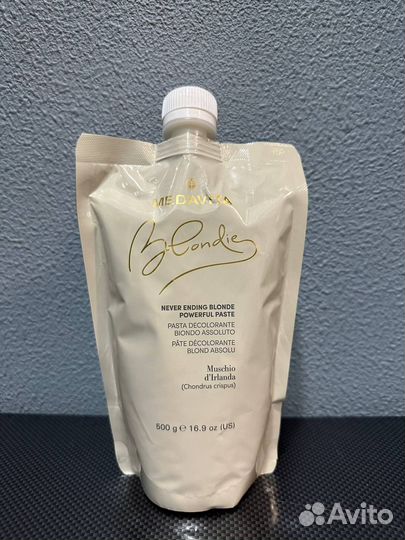 MEDAVITA
Blondie
NEVER ENDING BLONDE
POWERFUL PASTE
PASTA DECOLORANTE
BIONDO ASSOLUTO
PÂTE DÉCOLORANTE
BLOND ABSOLU
Muschio
d'Irlanda
(Chondrus crispus)
500 g ℮ 16.9 oz (US)
Avito